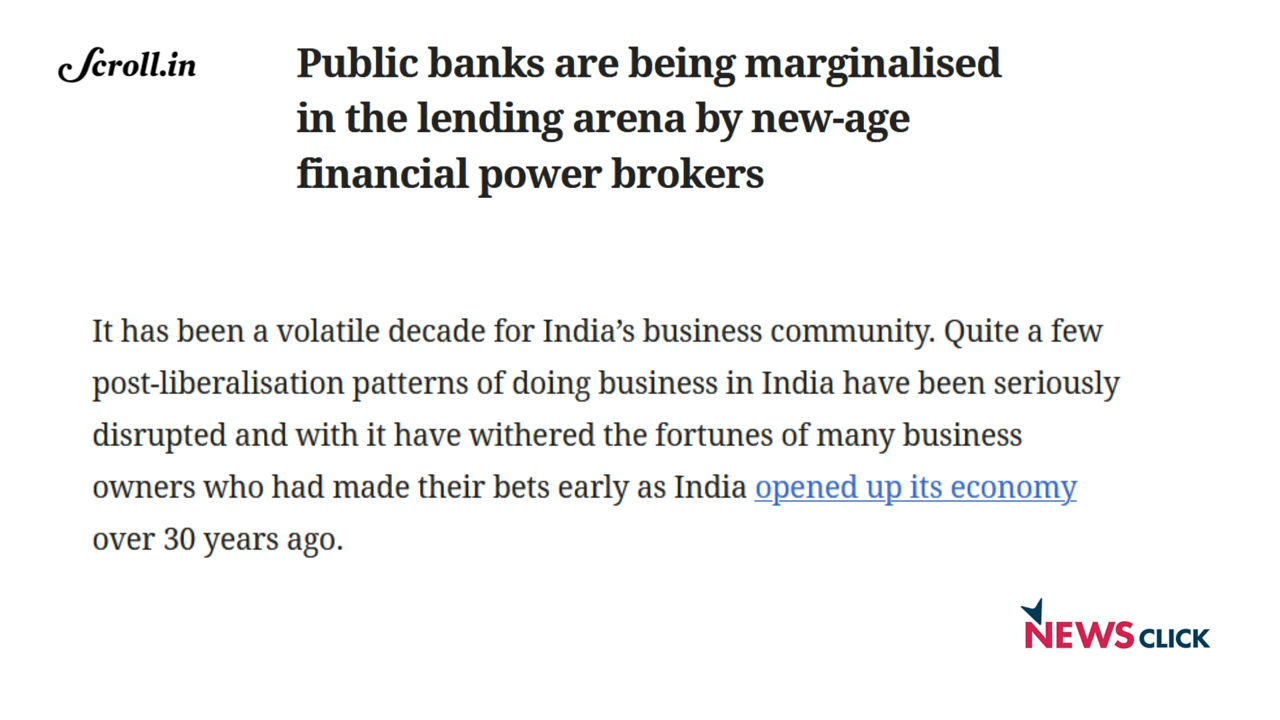 Scroll.in
Public banks are being marginalised
in the lending arena by new-age
financial power brokers
It has been a volatile decade for India’s business community. Quite a few
post-liberalisation patterns of doing business in India have been seriously
disrupted and with it have withered the fortunes of many business
owners who had made their bets early as India opened up its economy
over 30 years ago.
NEWSCLICK